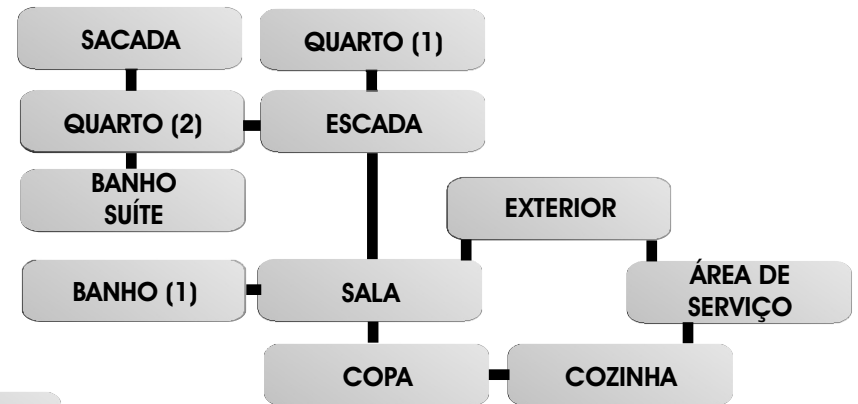 SACADA
QUARTO (1)
QUARTO (2)
ESCADA
BANHO
SUÍTE
EXTERIOR
BANHO (1)
SALA
ÁREA DE
SERVIÇO
COPA
COZINHA